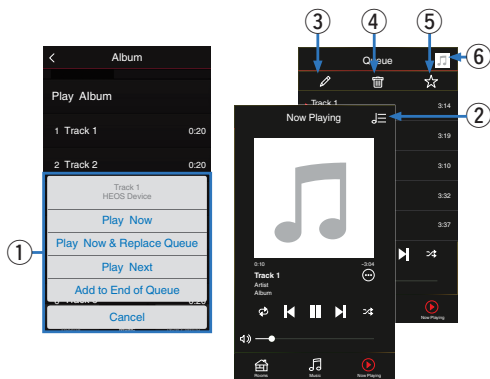 3
4
5
6
2
1
Album
Play Album
1 Track 1 0:20
2 Track 2 0:20
Track 1
HEOS Device
Play Now
Play Now & Replace Queue
Play Next
Add to End of Queue
0:20
Cancel
Queue
Track 1 3:14
3:19
3:10
3:32
3:37
Now Playing
Now Playing
0:10 -3:04
Track 1
Artist
Album
Rooms Music Now Playing